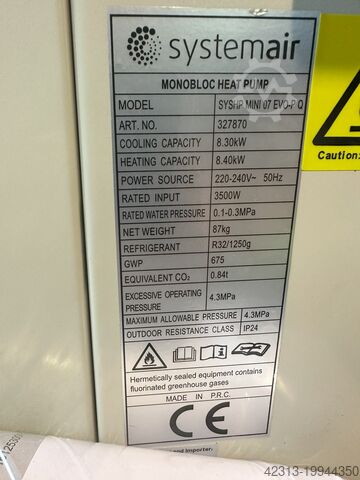 systemair
MONOBLOC HEAT PUMP
MODEL SYSHP MINI 07 EVO-P Q
ART. NO. 327870
COOLING CAPACITY 8.30kW
HEATING CAPACITY 8.40kW
POWER SOURCE 220-240V~ 50Hz
RATED INPUT 3500W
RATED WATER PRESSURE 0.1-0.3MPa
NET WEIGHT 87kg
REFRIGERANT R32/1250g
GWP 675
EQUIVALENT CO₂ 0.84t
EXCESSIVE OPERATING PRESSURE 4.3MPa
MAXIMUM ALLOWABLE PRESSURE 4.3MPa
OUTDOOR RESISTANCE CLASS IP24
Hermetically sealed equipment contains
fluorinated greenhouse gases
MADE IN P.R.C.
CE
and Importer:
Caution:
42313-19944350